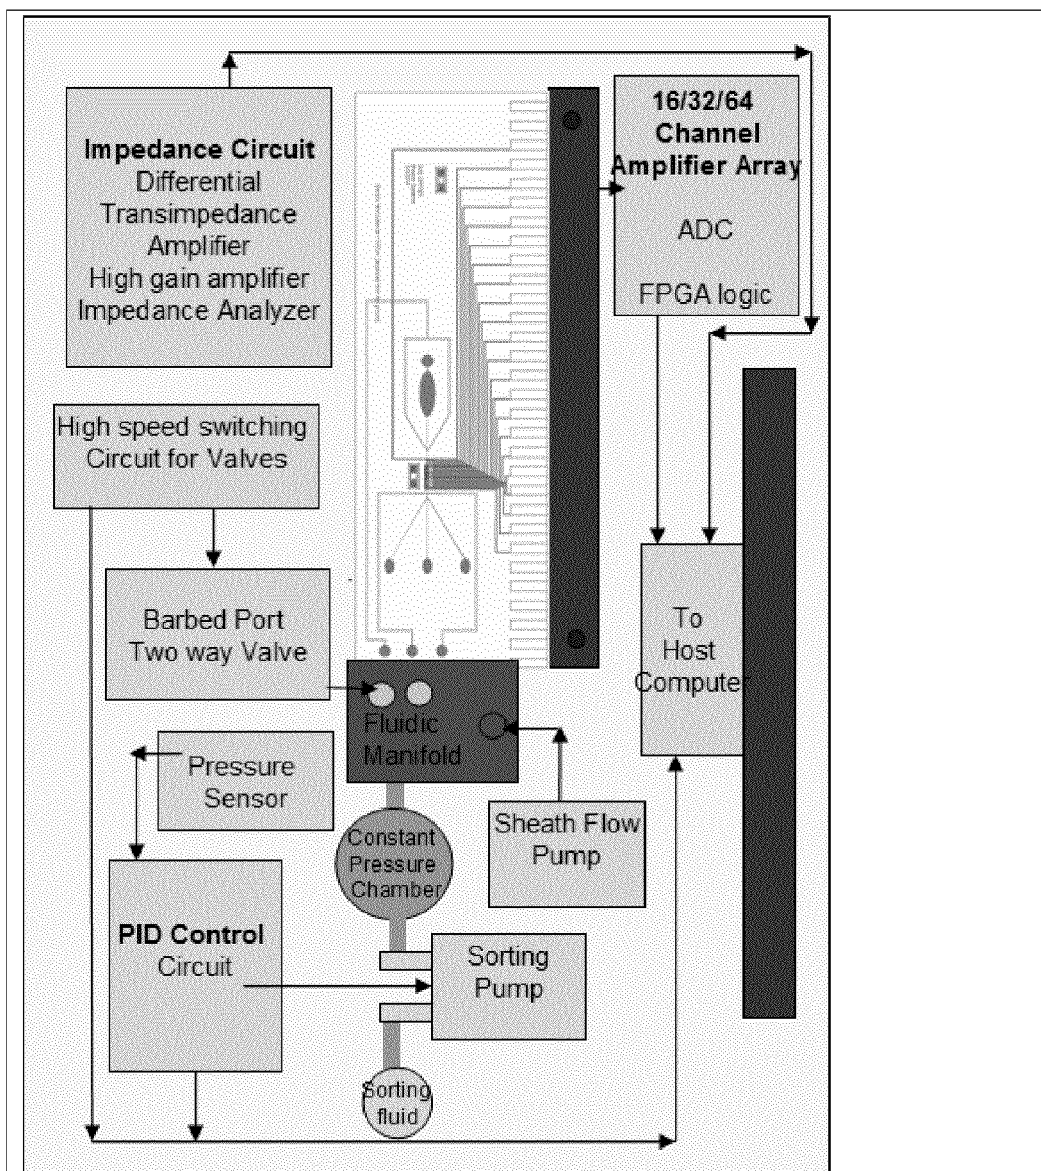 Impedance Circuit
Differential
Transimpedance
Amplifier
High gain amplifier
Impedance Analyzer
16/32/64
Channel
Amplifier Array
ADC
FPGA logic
High speed switching
Circuit for Valves
Barbed Port
Two way Valve
To
Host
Computer
Fluidic
Manifold
Pressure
Sensor
Constant
Pressure
Chamber
Sheath Flow
Pump
PID Control
Circuit
Sorting
Pump
Sorting
fluid